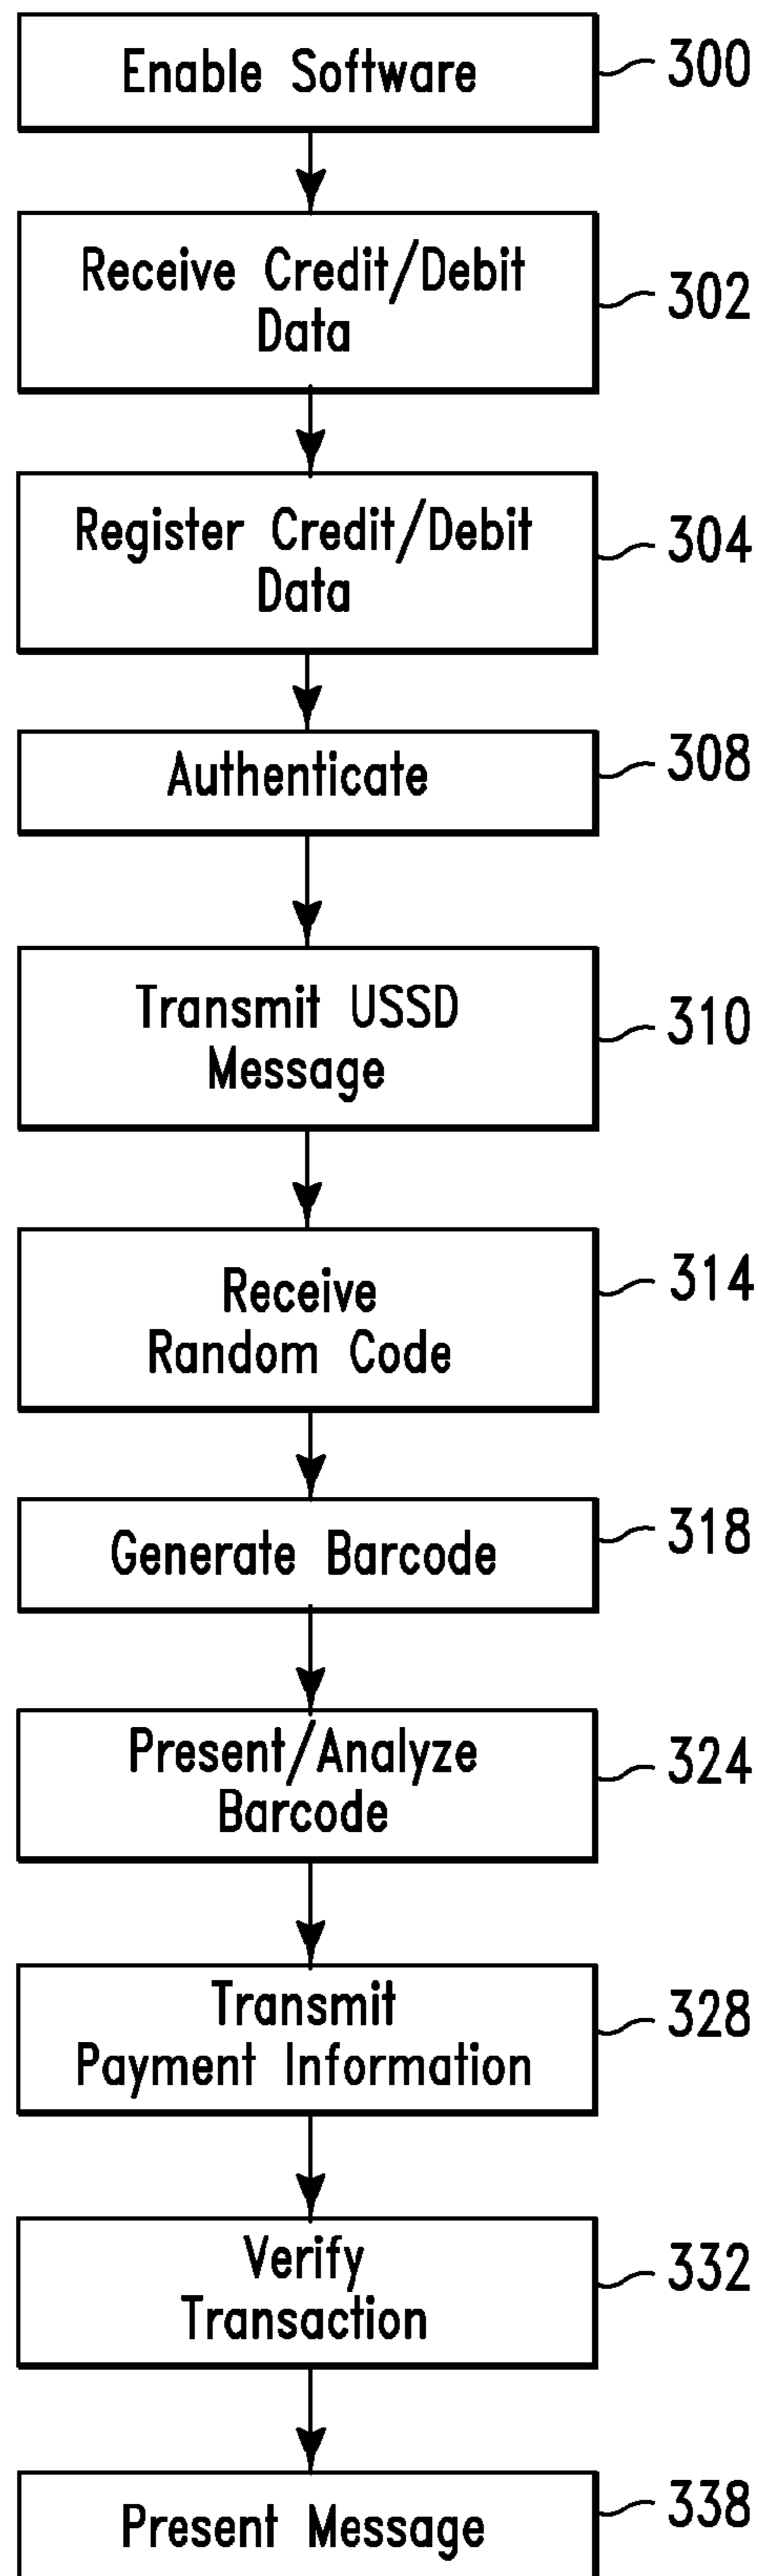 Enable Software
300
Receive Credit/Debit
Data
302
Register Credit/Debit
Data
304
Authenticate
308
Transmit USSD
Message
310
Receive
Random Code
314
Generate Barcode
318
Present/Analyze
Barcode
324
Transmit
Payment Information
328
Verify
Transaction
332
Present Message
338